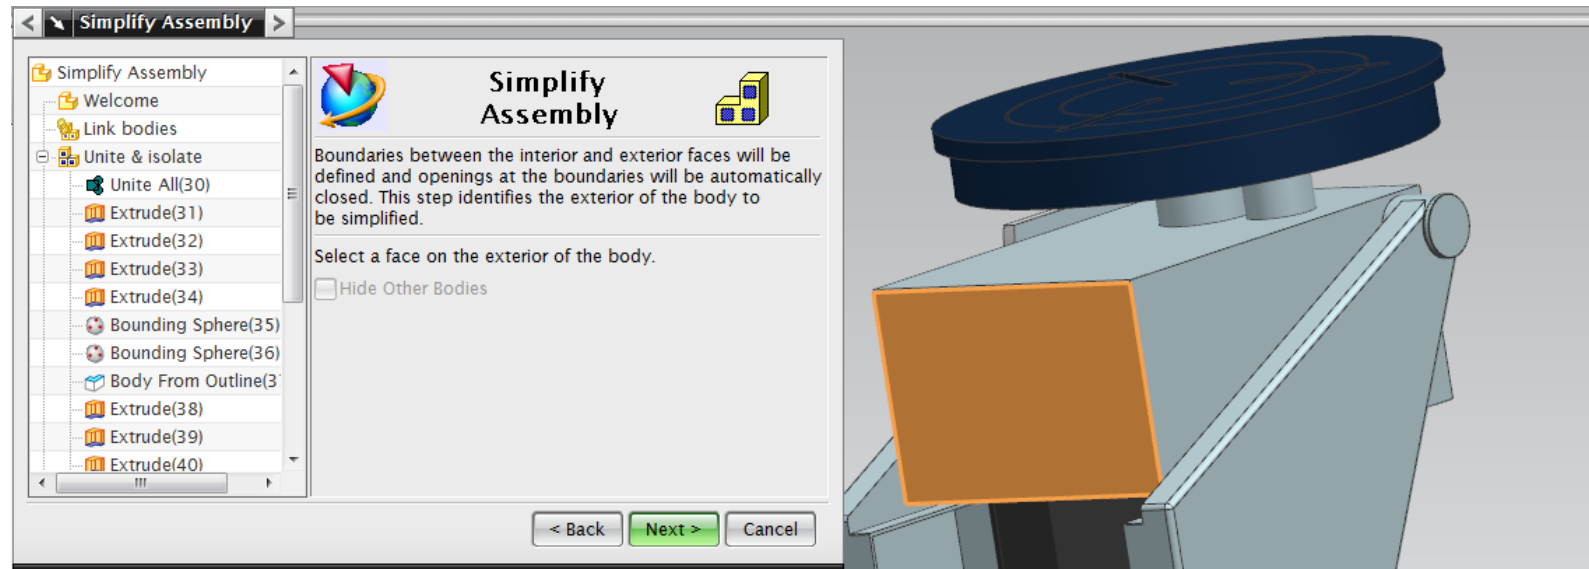 Simplify Assembly
Simplify Assembly
Welcome
Link bodies
Unite & isolate
Unite All(30)
Extrude(31)
Extrude(32)
Extrude(33)
Extrude(34)
Bounding Sphere(35)
Bounding Sphere(36)
Body From Outline(3
Extrude(38)
Extrude(39)
Extrude(40)
Simplify
Assembly
Boundaries between the interior and exterior faces will be
defined and openings at the boundaries will be automatically
closed. This step identifies the exterior of the body to
be simplified.
Select a face on the exterior of the body.
Hide Other Bodies
< Back
Next >
Cancel